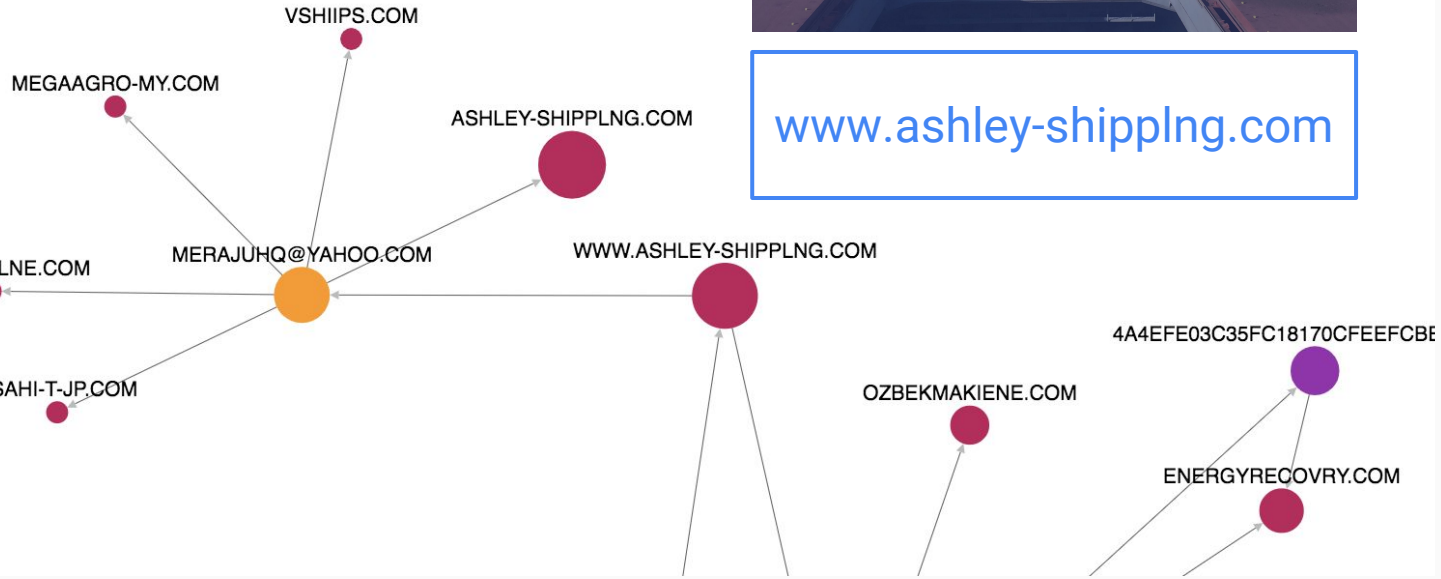 VSHIIPS.COM
MEGAAGRO-MY.COM
ASHLEY-SHIPPLNG.COM
www.ashley-shipplng.com
MERAJUHQ@YAHOO.COM
WWW.ASHLEY-SHIPPLNG.COM
LNE.COM
4A4EFE03C35FC18170CFEEFCBE
SAHI-T-JP.COM
OZBEKMAKIENE.COM
ENERGYRECOVRY.COM